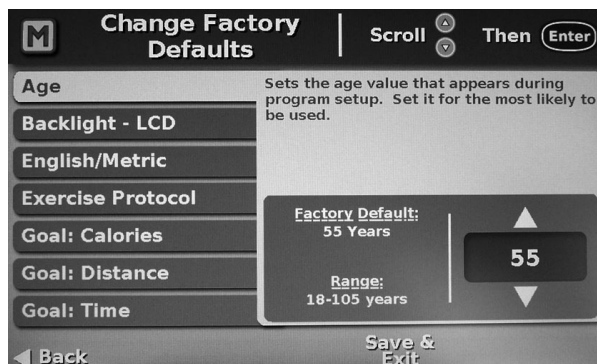 M
Change Factory
Defaults
Scroll
Then Enter
Age
Backlight - LCD
English/Metric
Exercise Protocol
Goal: Calories
Goal: Distance
Goal: Time
Sets the age value that appears during
program setup. Set it for the most likely to
be used.
Factory Default:
55 Years
Range:
18-105 years
55
Back
Save &
Exit